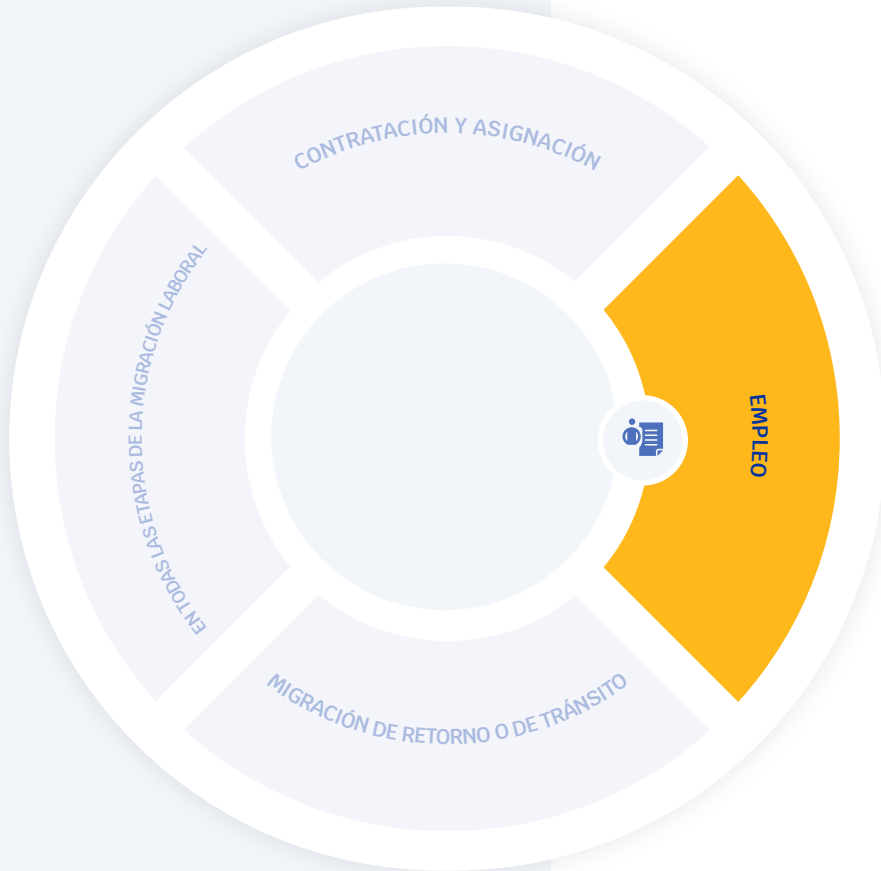 CONTRATACIÓN Y ASIGNACIÓN
EMPLEO
MIGRACIÓN DE RETORNO O DE TRÁNSITO
EN TODAS LAS ETAPAS DE LA MIGRACIÓN LABORAL